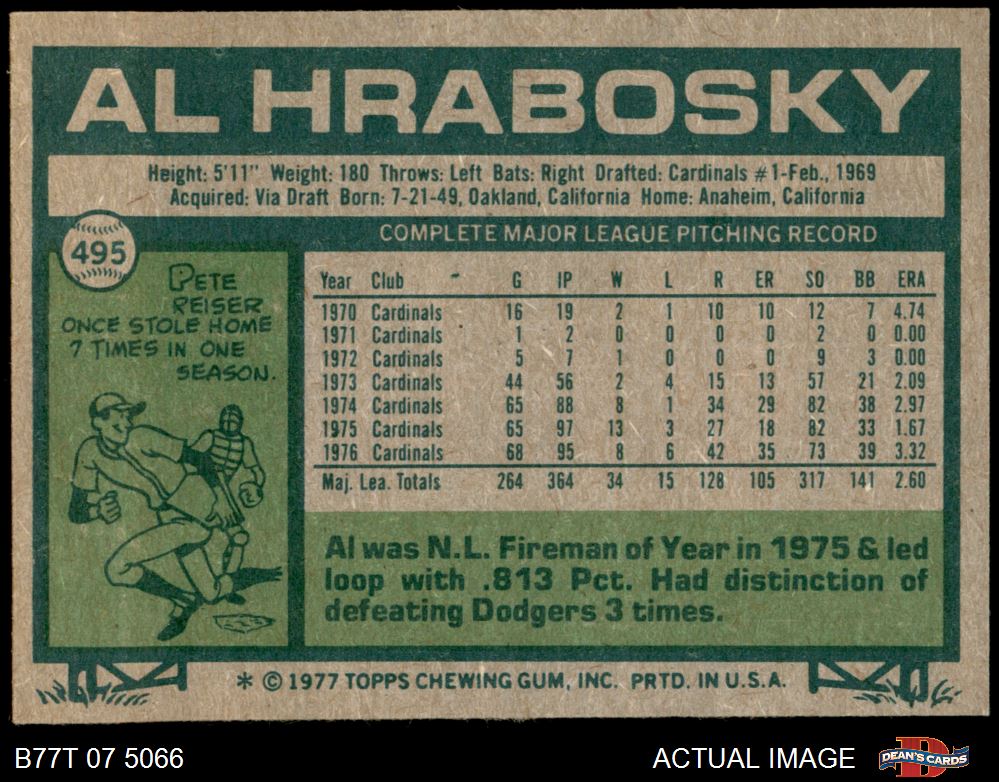 AL HRABOSKY
Height: 5'11" Weight: 180 Throws: Left Bats: Right Drafted: Cardinals #1-Feb., 1969
Acquired: Via Draft Born: 7-21-49, Oakland, California Home: Anaheim, California
495
COMPLETE MAJOR LEAGUE PITCHING RECORD
PETE
REISER
ONCE STOLE HOME
7 TIMES IN ONE
SEASON.
Year Club G IP W L R ER SO BB ERA
1970 Cardinals 16 19 2 1 10 10 12 7 4.74
1971 Cardinals 1 2 0 0 0 0 2 0 0.00
1972 Cardinals 5 7 1 0 0 0 9 3 0.00
1973 Cardinals 44 56 2 4 15 13 57 21 2.09
1974 Cardinals 65 88 8 1 34 29 82 38 2.97
1975 Cardinals 65 97 13 3 27 18 82 33 1.67
1976 Cardinals 68 95 8 6 42 35 73 39 3.32
Maj. Lea. Totals 264 364 34 15 128 105 317 141 2.60
Al was N.L. Fireman of Year in 1975 & led
loop with .813 Pct. Had distinction of
defeating Dodgers 3 times.
* © 1977 TOPPS CHEWING GUM, INC. PRTD. IN U.S.A.
B77T 07 5066
ACTUAL IMAGE
DEAN'S CARDS